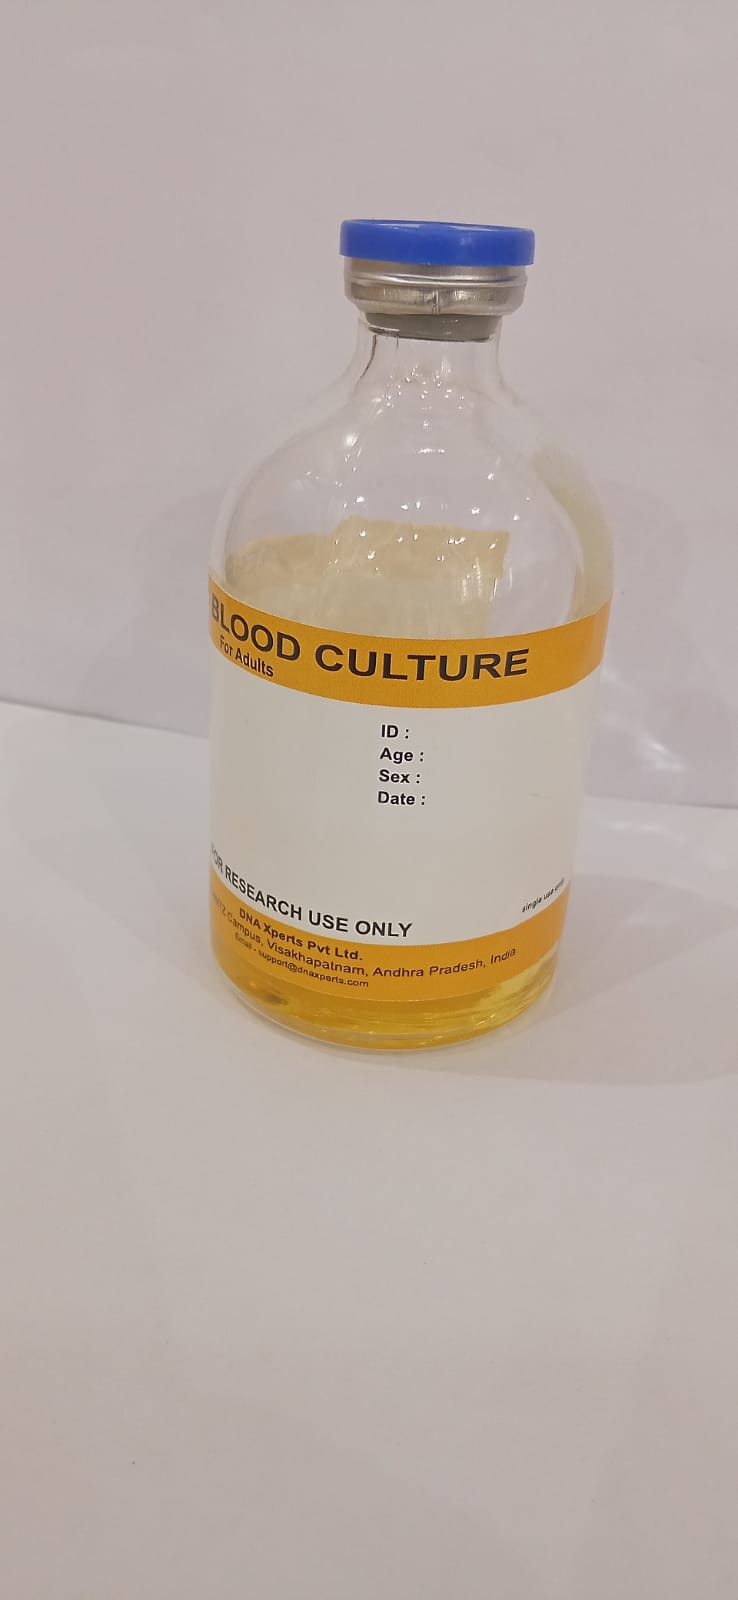 BLOOD CULTURE
For Adults
ID :
Age :
Sex :
Date :
FOR RESEARCH USE ONLY
single use only
DNA Xperts Pvt Ltd.
Campus, Visakhapatnam, Andhra Pradesh, India
Email - support@dnaxperts.com